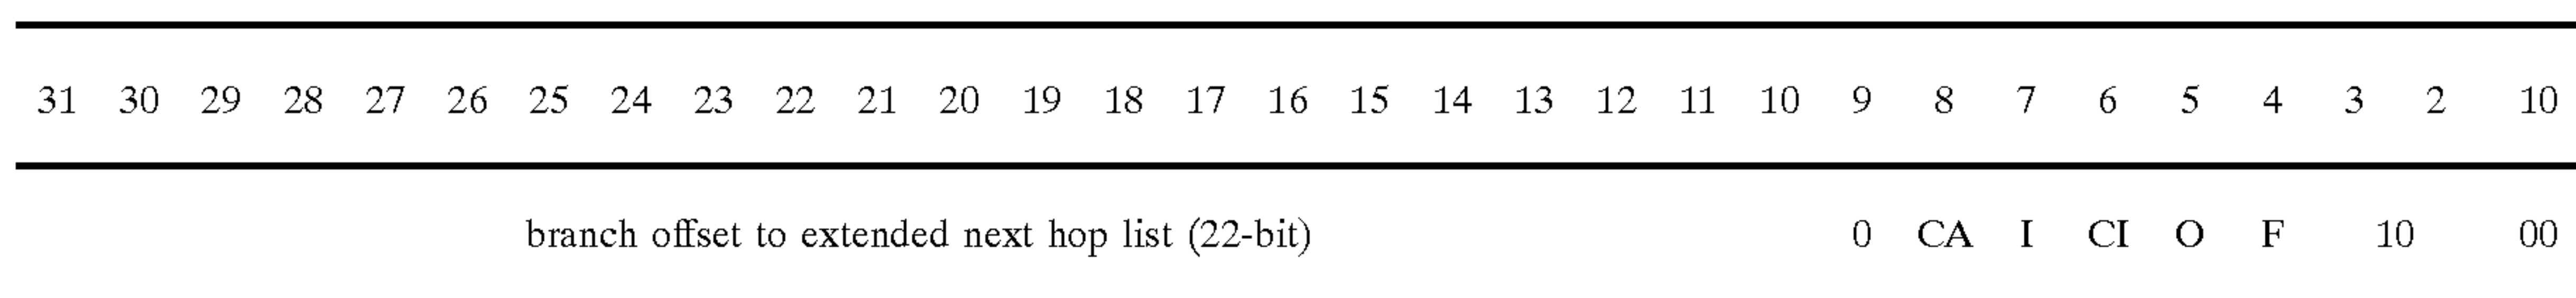 31 30 29 28 27 26 25 24 23 22 21 20 19 18 17 16 15 14 13 12 11 10 9 8 7 6 5 4 3 2 10
branch offset to extended next hop list (22-bit) 0 CA I CI O F 10 00